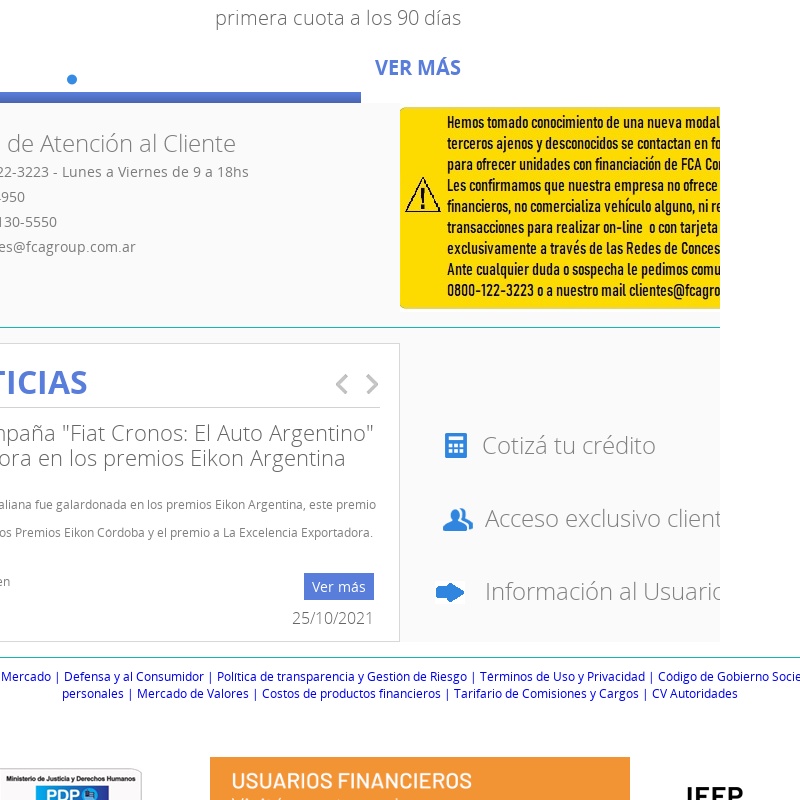 primera cuota a los 90 días
VER MÁS
de Atención al Cliente
22-3223 - Lunes a Viernes de 9 a 18hs
950
130-5550
es@fcagroup.com.ar
Hemos tomado conocimiento de una nueva modal
terceros ajenos y desconocidos se contactan en fo
para ofrecer unidades con financiación de FCA Co
Les confirmamos que nuestra empresa no ofrece
financieros, no comercializa vehículo alguno, ni re
transacciones para realizar on-line o con tarjeta
exclusivamente a través de las Redes de Conces
Ante cualquier duda o sospecha le pedimos comu
0800-122-3223 o a nuestro mail clientes@fcagro
TICIAS
mpaña "Fiat Cronos: El Auto Argentino"
ora en los premios Eikon Argentina
aliana fue galardonada en los premios Eikon Argentina, este premio
os Premios Eikon Córdoba y el premio a La Excelencia Exportadora.
en
Ver más
25/10/2021
Cotizá tu crédito
Acceso exclusivo client
Información al Usuario
Mercado | Defensa y al Consumidor | Política de transparencia y Gestión de Riesgo | Términos de Uso y Privacidad | Código de Gobierno Socie
personales | Mercado de Valores | Costos de productos financieros | Tarifario de Comisiones y Cargos | CV Autoridades
Ministerio de Justicia y Derechos Humanos
PDP
USUARIOS FINANCIEROS